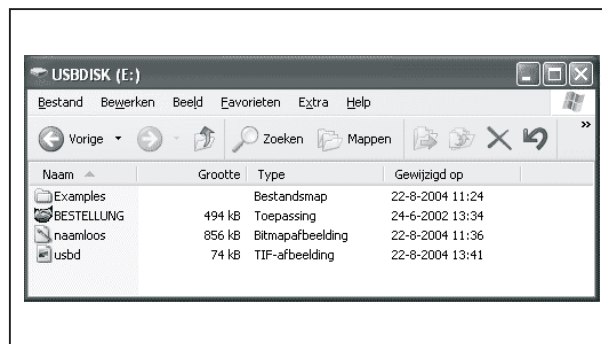 USBDISK (E:)
Bestand Bewerken Beeld Favorieten Extra Help
Vorige Zoeken Mappen »
Naam Grootte Type Gewijzigd op
Examples Bestandsmap 22-8-2004 11:24
BESTELLUNG 494 kB Toepassing 24-6-2002 13:34
naamloos 856 kB Bitmapafbeelding 22-8-2004 11:36
usbd 74 kB TIF-afbeelding 22-8-2004 13:41